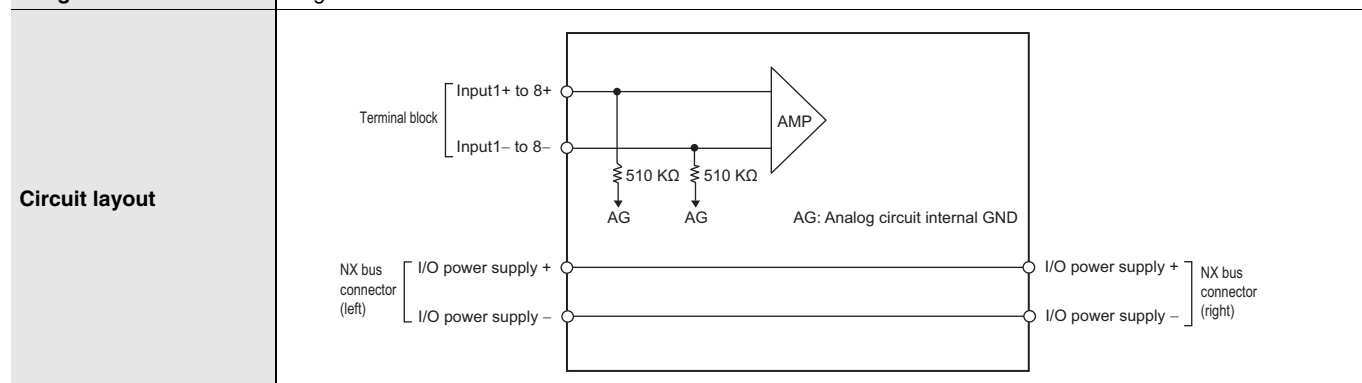 Circuit layout
Terminal block
Input1+ to 8+
Input1– to 8–
AMP
510 KΩ
510 KΩ
AG
AG
AG: Analog circuit internal GND
NX bus
connector
(left)
I/O power supply +
I/O power supply –
I/O power supply +
I/O power supply –
NX bus
connector
(right)